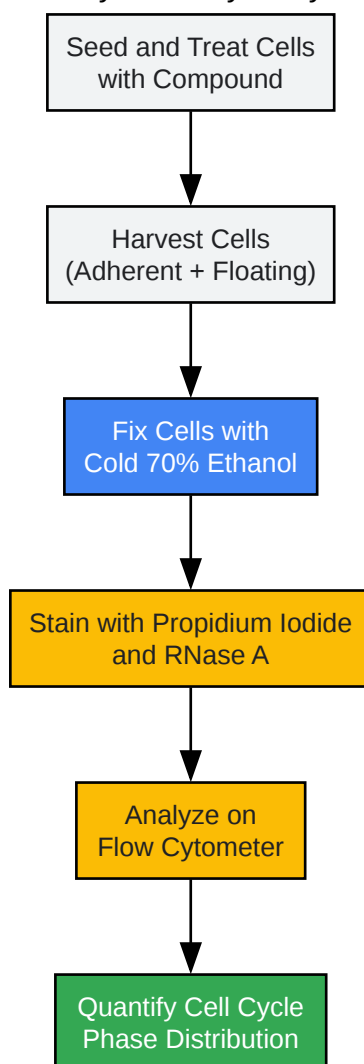 Seed and Treat Cells
with Compound
Harvest Cells
(Adherent + Floating)
Fix Cells with
Cold 70% Ethanol
Stain with Propidium Iodide
and RNase A
Analyze on
Flow Cytometer
Quantify Cell Cycle
Phase Distribution